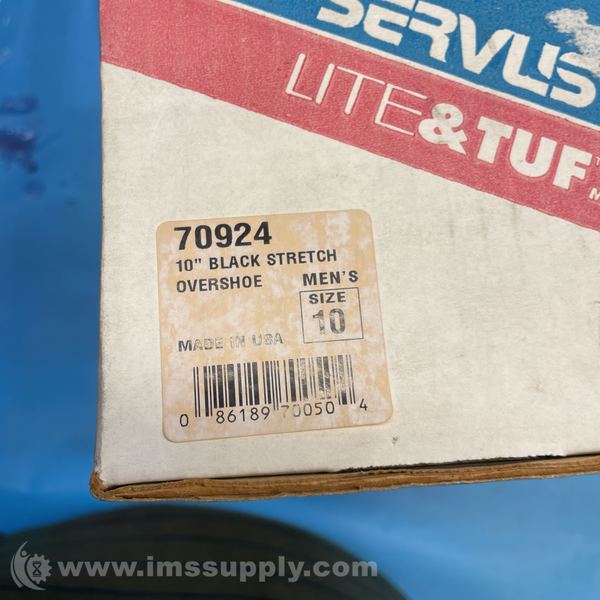 SERVUS
LITE&TUF™
70924
10" BLACK STRETCH
OVERSHOE MEN'S
SIZE
10
MADE IN USA
0 86189 70050 4
www.imssupply.com